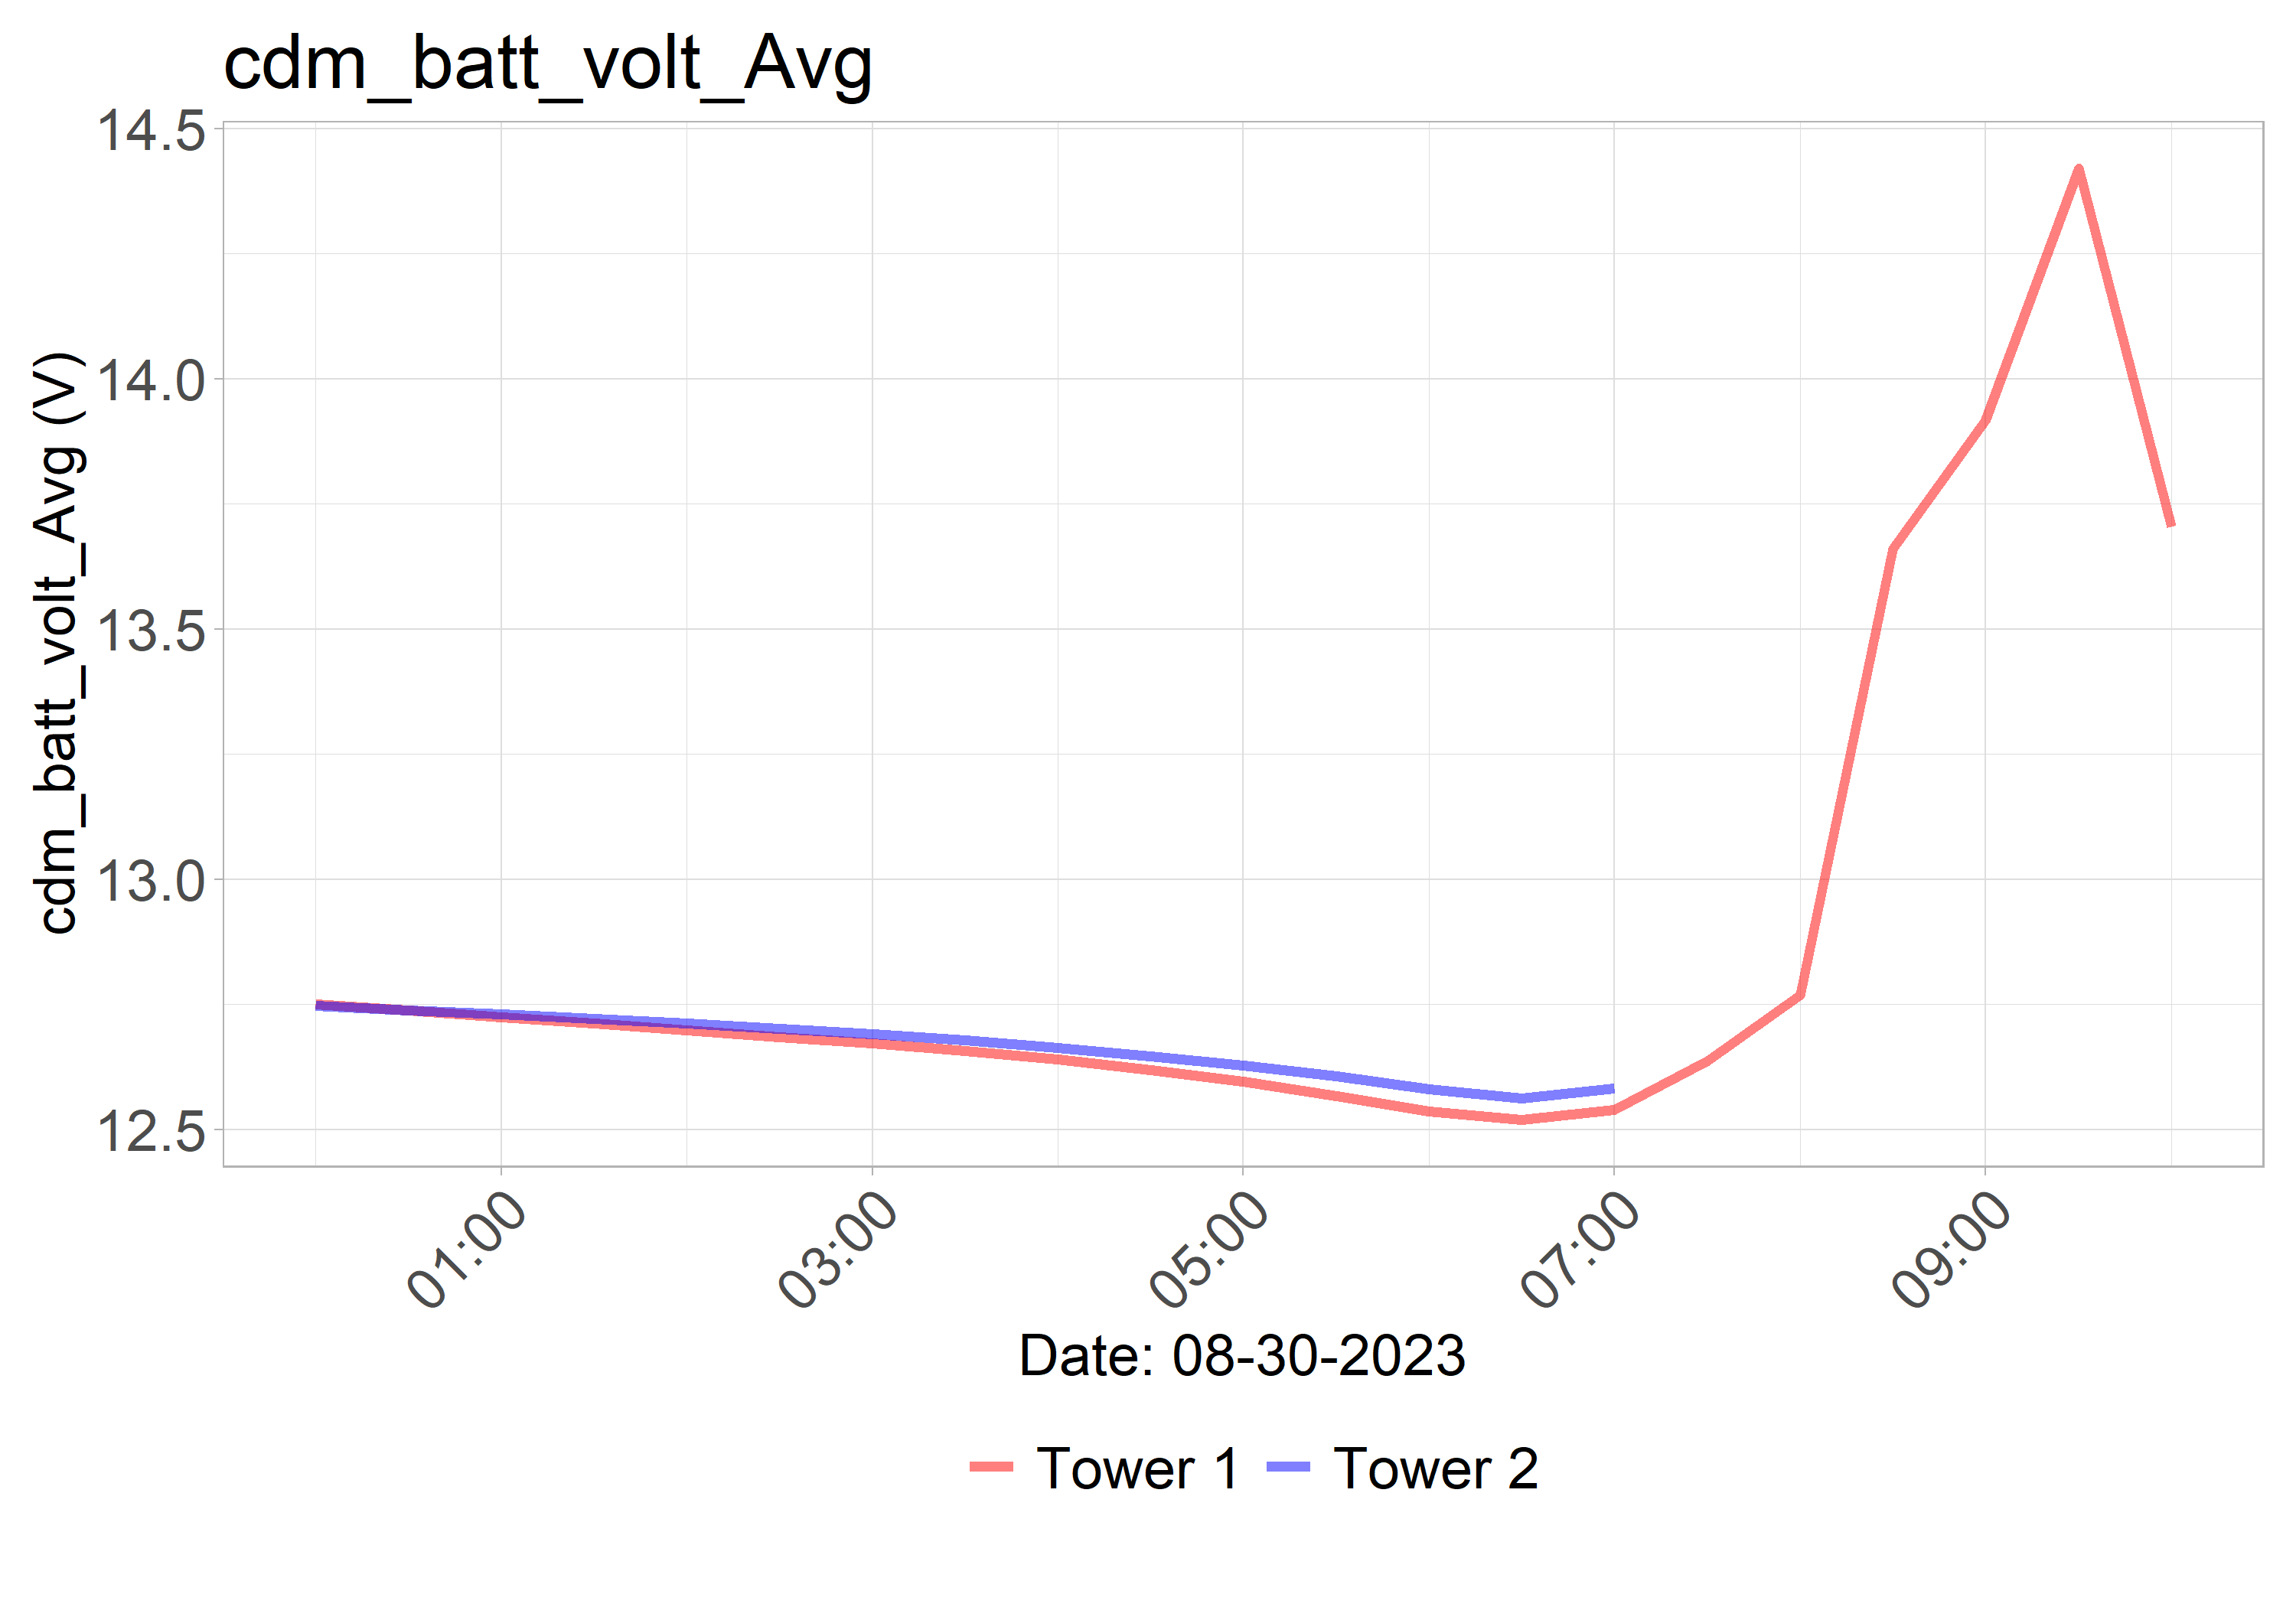 cdm_batt_volt_Avg
cdm_batt_volt_Avg (V)
14.5
14.0
13.5
13.0
12.5
01:00 03:00 05:00 07:00 09:00
Date: 08-30-2023
Tower 1 Tower 2